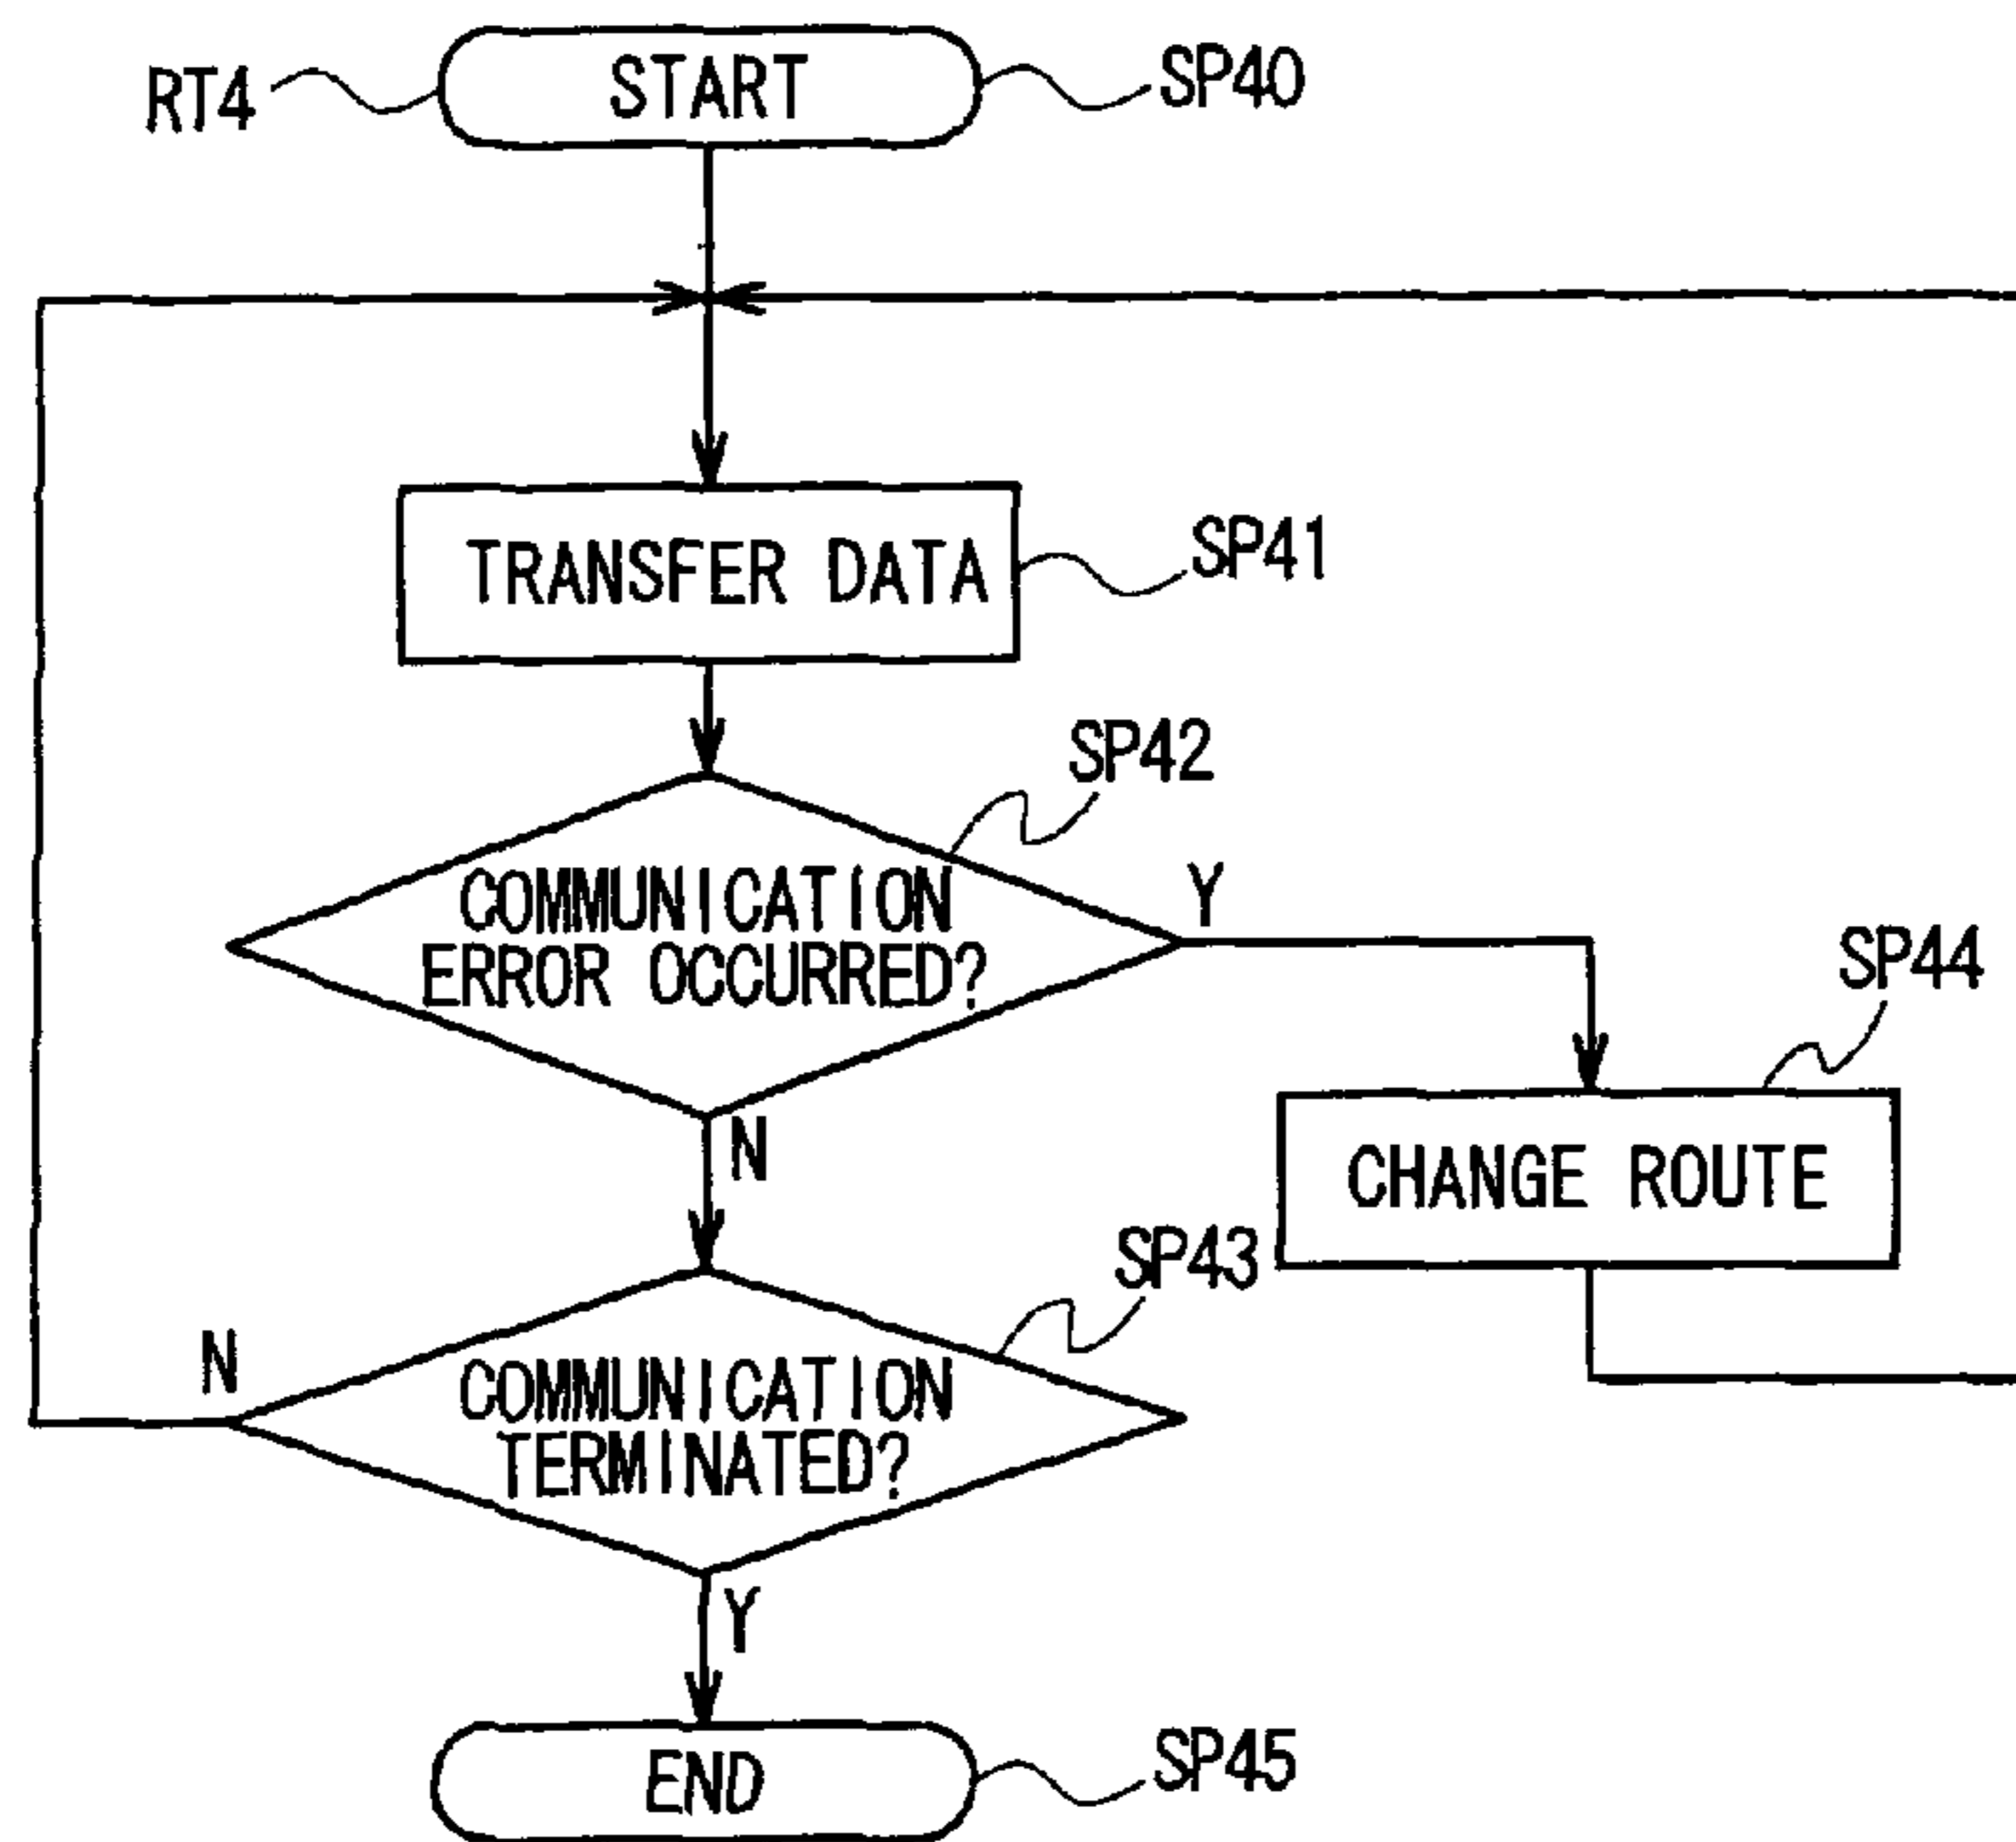 RT4
START
SP40
TRANSFER DATA
SP41
SP42
COMMUNICATION
ERROR OCCURRED?
Y
N
SP44
CHANGE ROUTE
SP43
N
COMMUNICATION
TERMINATED?
Y
END
SP45